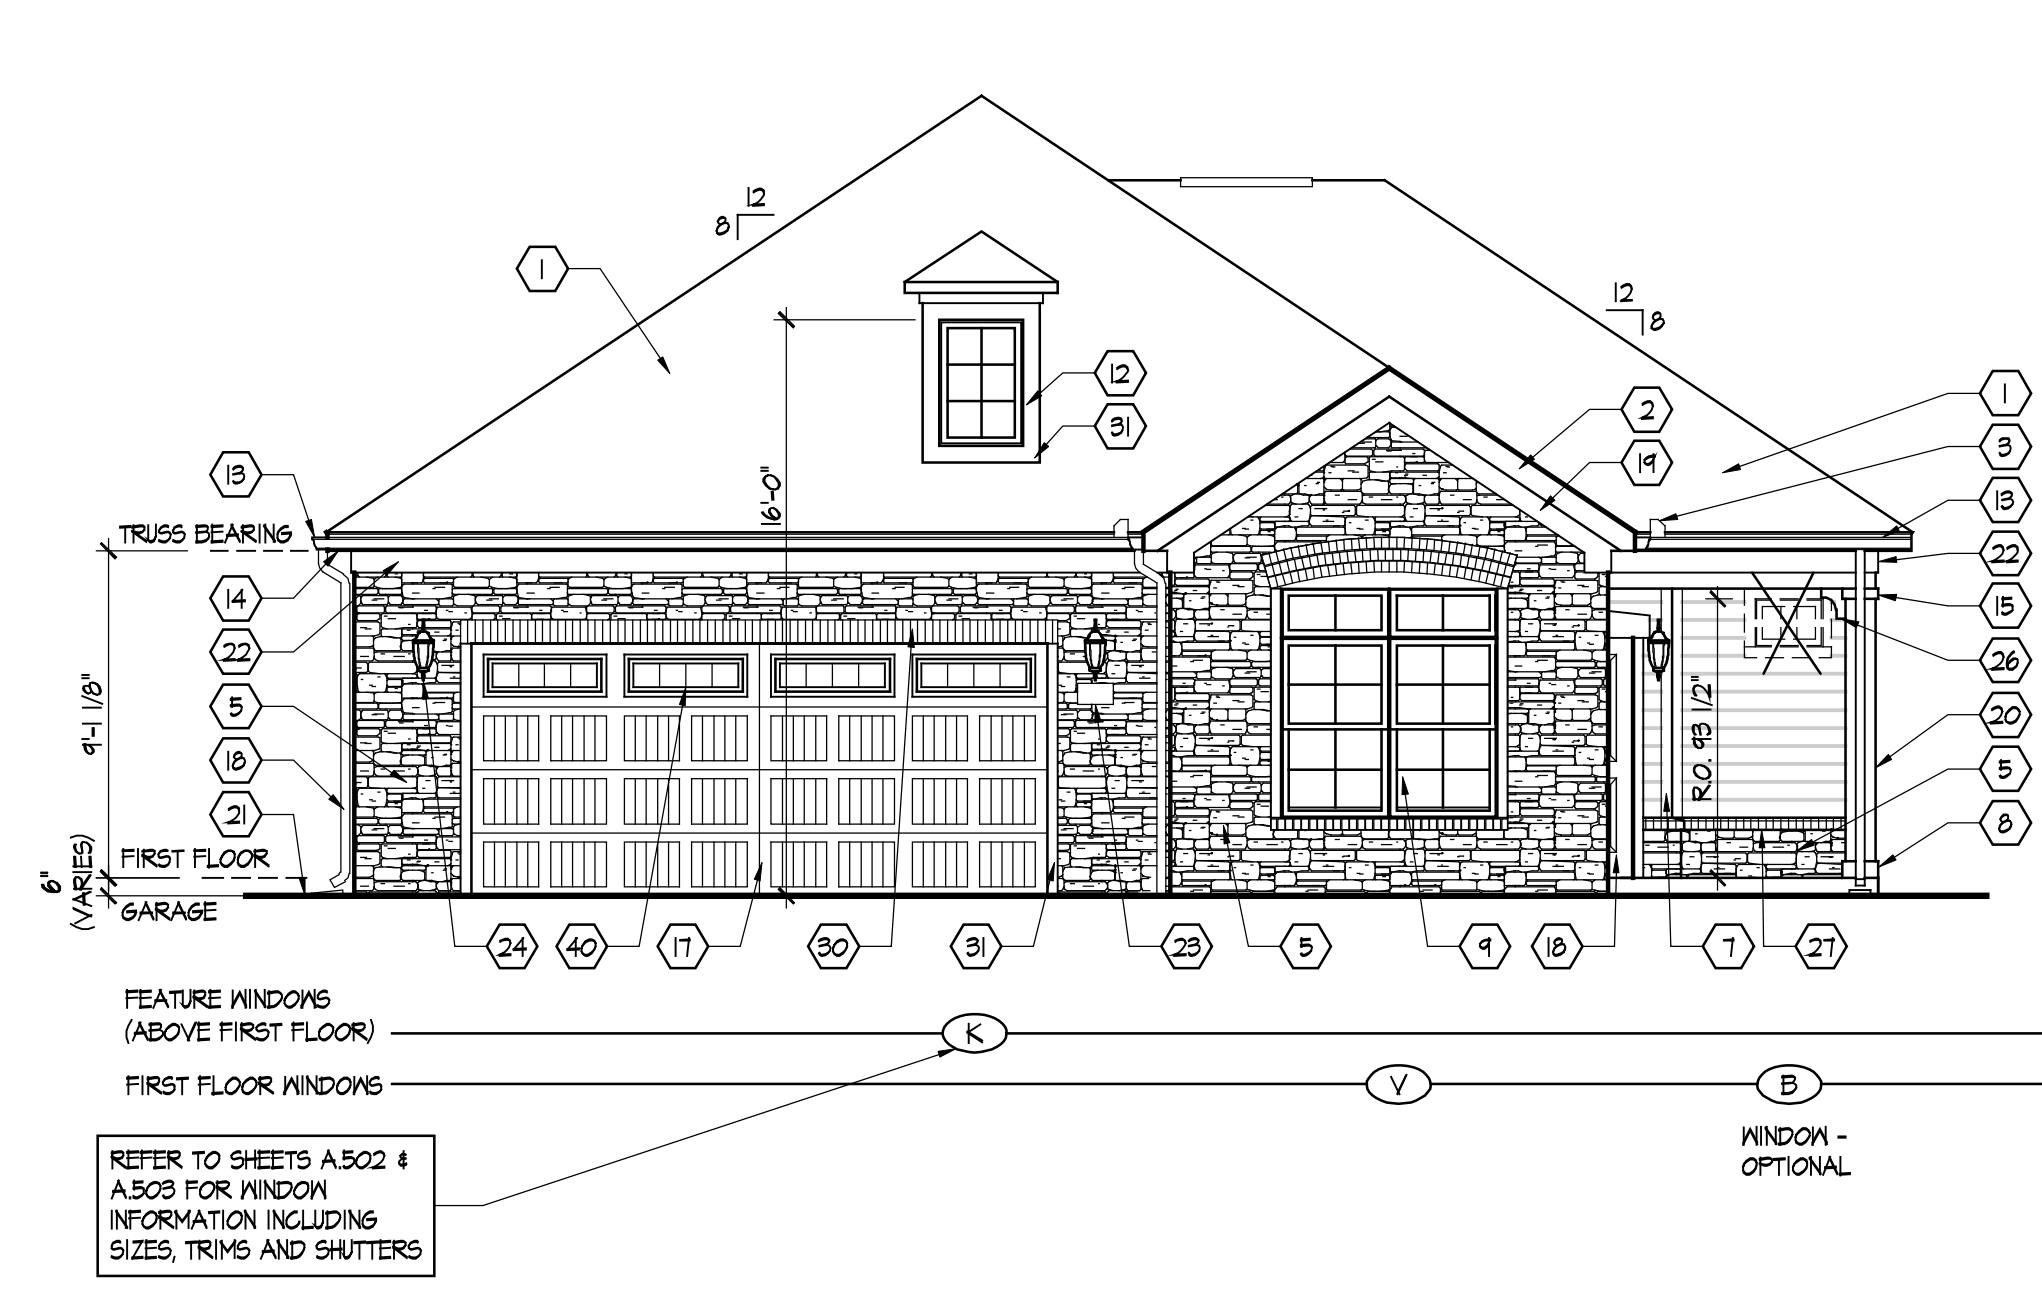 12
8
1
12
8
12
31
1
2
3
19
13
13
16'-0"
TRUSS BEARING
22
14
15
22
26
9'-1 1/8"
5
R.O. 93 1/2"
20
18
5
21
8
6"
(VARIES)
FIRST FLOOR
GARAGE
24
40
17
30
31
23
5
9
18
7
27
FEATURE WINDOWS
(ABOVE FIRST FLOOR)
K
FIRST FLOOR WINDOWS
V
B
WINDOW -
OPTIONAL
REFER TO SHEETS A.502 &
A.503 FOR WINDOW
INFORMATION INCLUDING
SIZES, TRIMS AND SHUTTERS